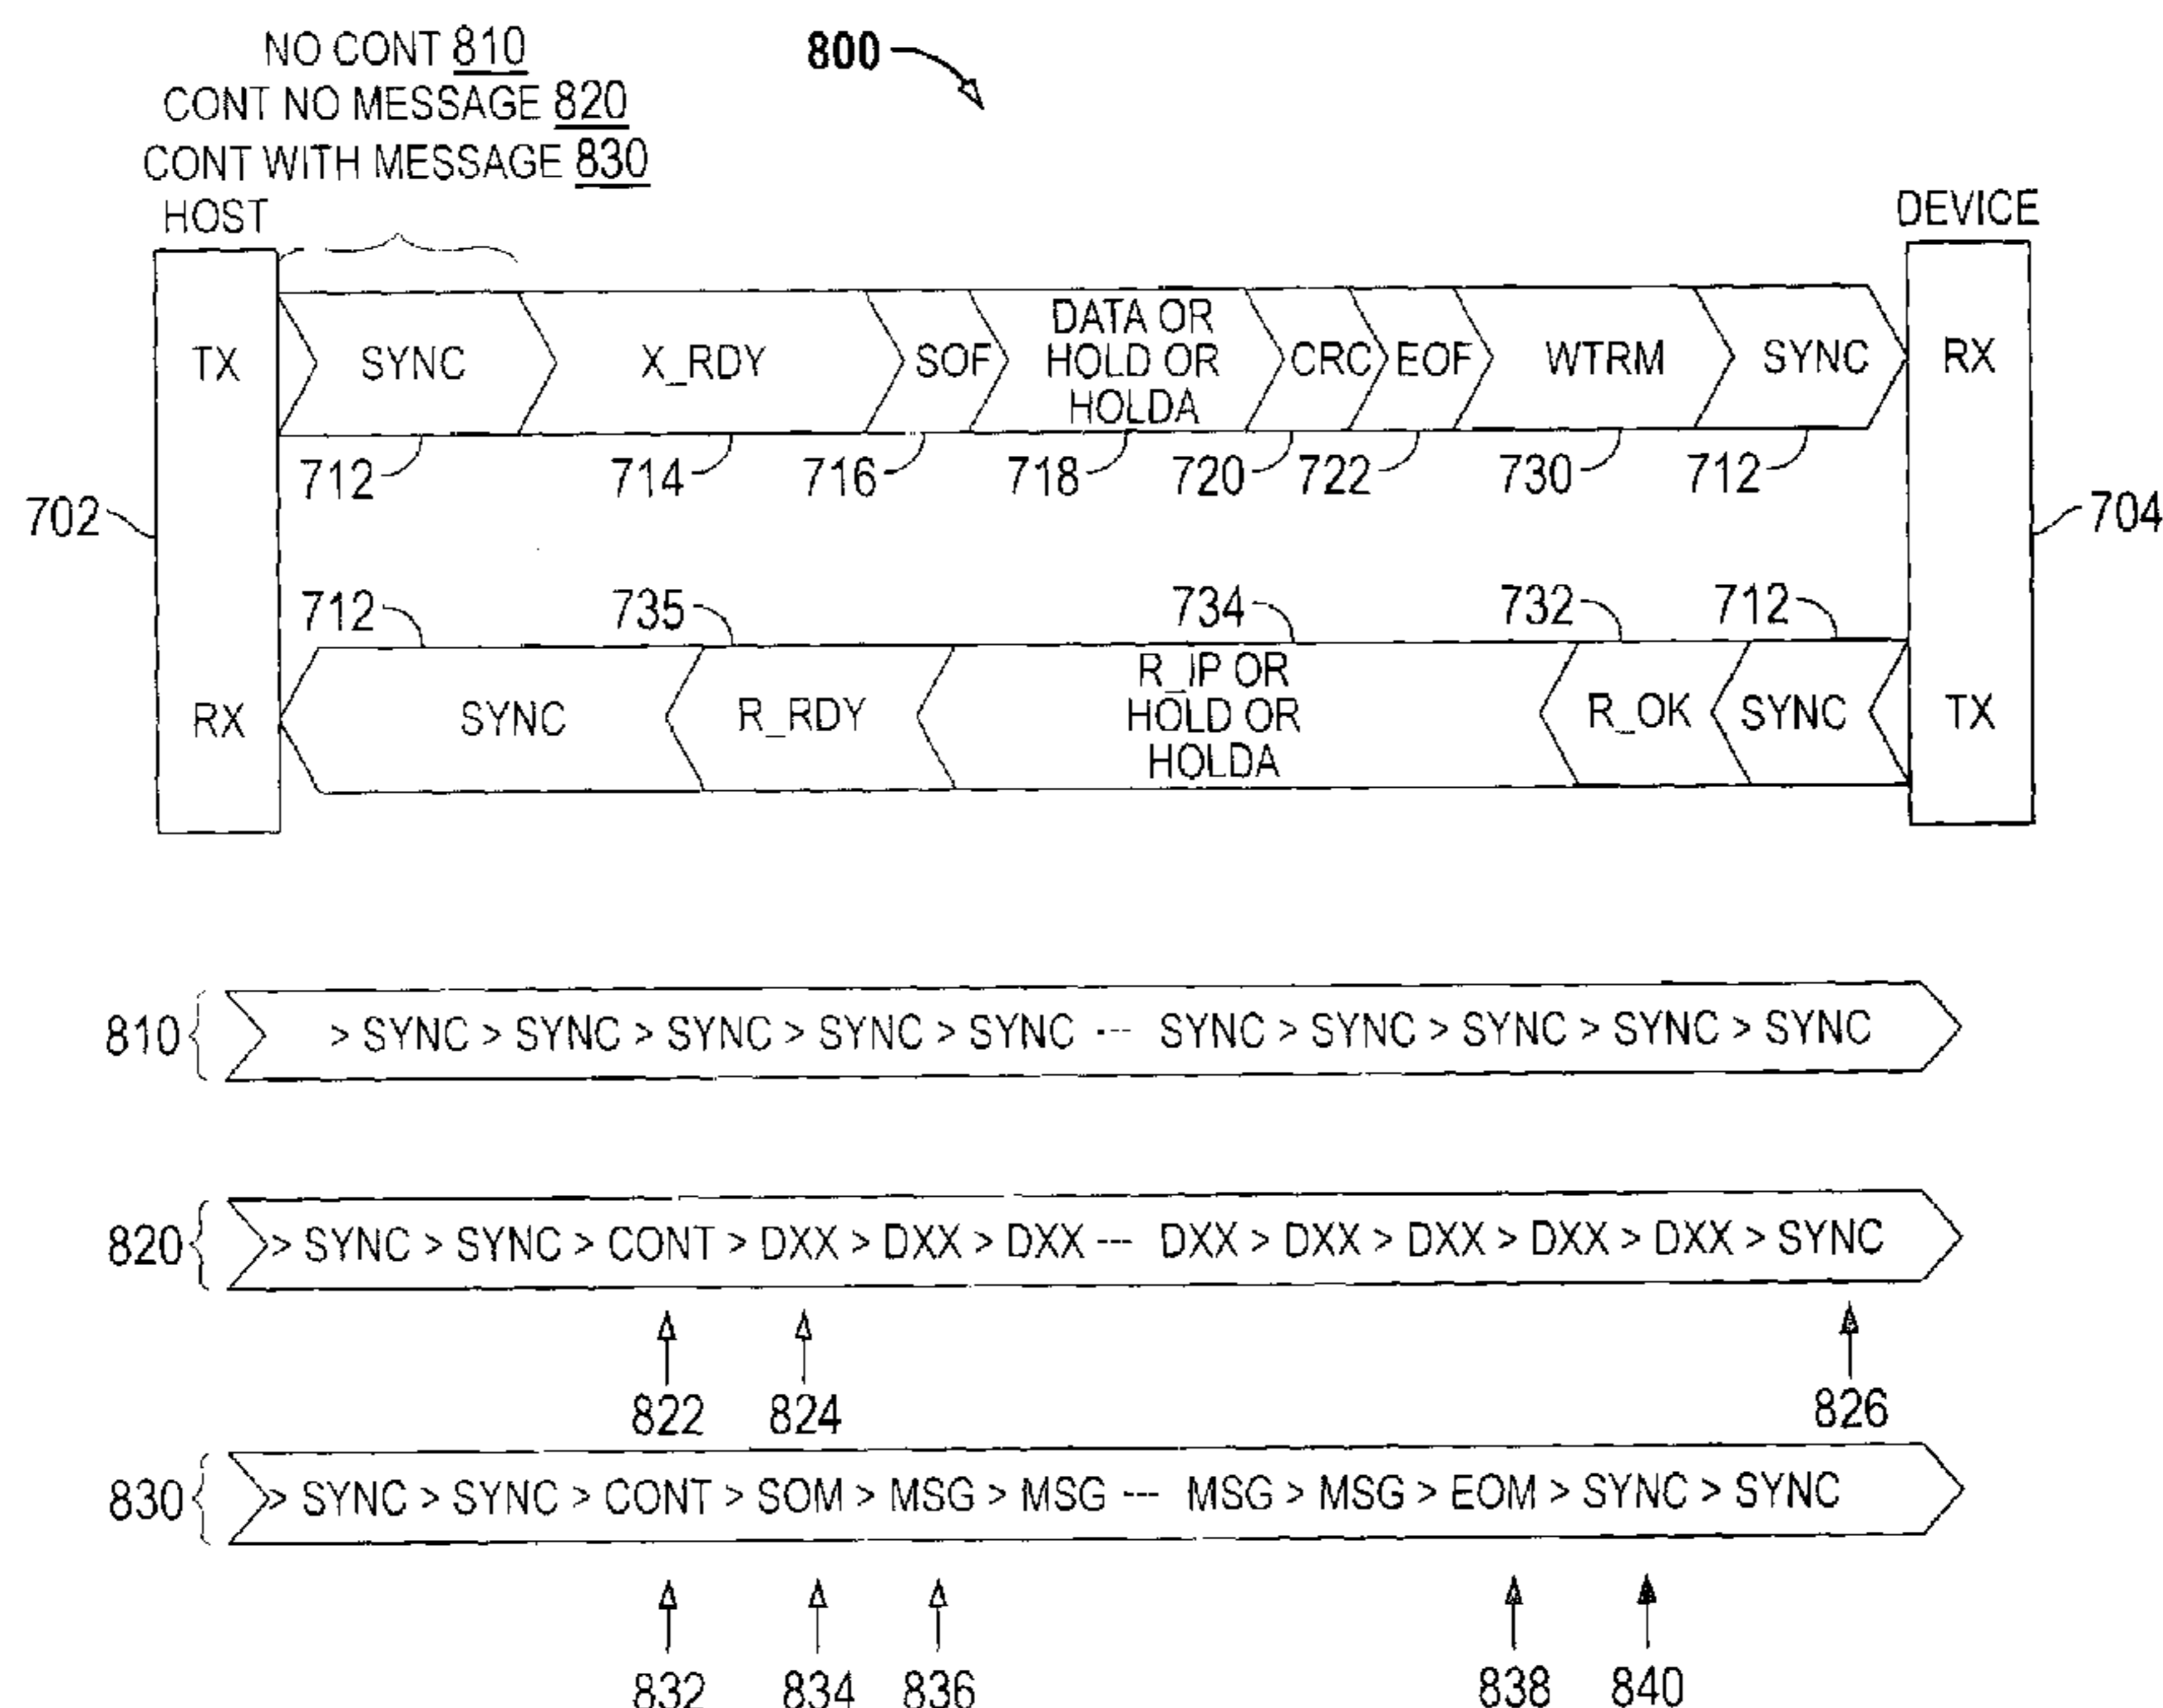 NO CONT 810
CONT NO MESSAGE 820
CONT WITH MESSAGE 830
800
HOST
DEVICE
TX
SYNC
X_RDY
SOF
DATA OR
HOLD OR
HOLDA
CRC
EOF
WTRM
SYNC
RX
712
714
716
718
720
722
730
712
702
704
712
735
734
732
712
RX
SYNC
R_RDY
R_IP OR
HOLD OR
HOLDA
R_OK
SYNC
TX
810
> SYNC > SYNC > SYNC > SYNC > SYNC --- SYNC > SYNC > SYNC > SYNC > SYNC
820
> SYNC > SYNC > CONT > DXX > DXX > DXX --- DXX > DXX > DXX > DXX > DXX > SYNC
822
824
826
830
> SYNC > SYNC > CONT > SOM > MSG > MSG --- MSG > MSG > EOM > SYNC > SYNC
832
834
836
838
840